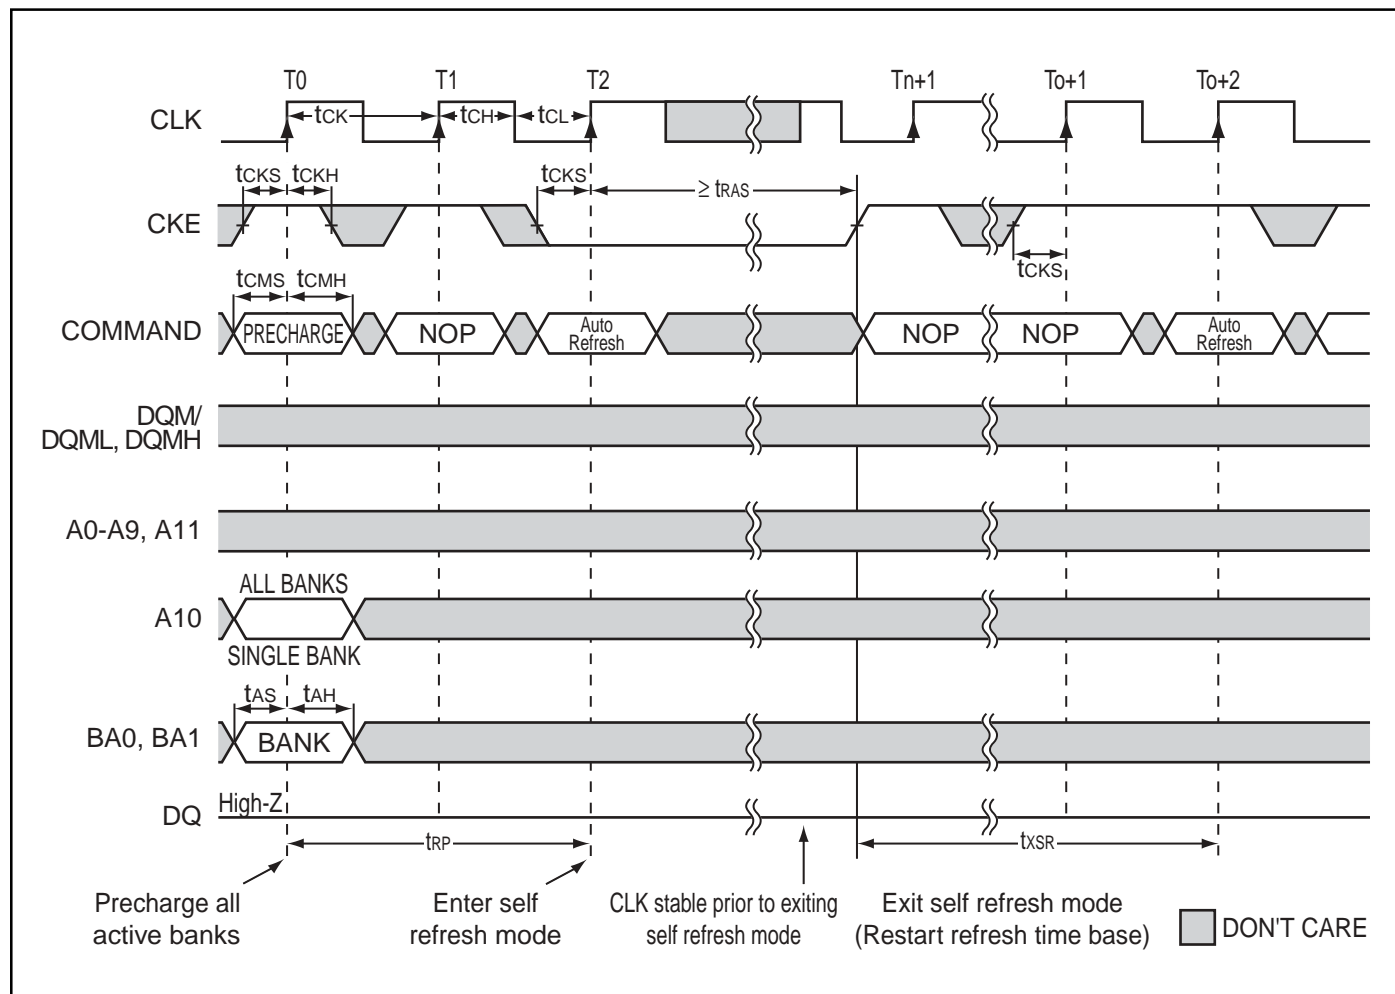 T0 T1 T2 Tn+1 To+1 To+2
CLK tCK tCH tCL
tCKS tCKH tCKS ≥ tRAS
CKE
tCKS
tCMS tCMH
COMMAND PRECHARGE NOP Auto Refresh NOP NOP Auto Refresh
DQM/
DQML, DQMH
A0-A9, A11
ALL BANKS
A10
SINGLE BANK
tAS tAH
BA0, BA1 BANK
High-Z
DQ
tRP tXSR
Precharge all
active banks
Enter self
refresh mode
CLK stable prior to exiting
self refresh mode
Exit self refresh mode
(Restart refresh time base)
DON'T CARE